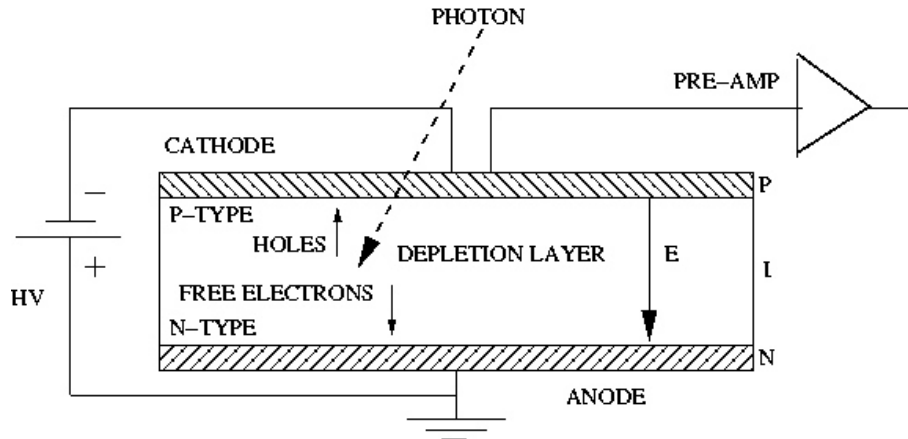 PHOTON
PRE-AMP
CATHODE
P
−
P-TYPE
HOLES
DEPLETION LAYER
E
I
+
HV
FREE ELECTRONS
N-TYPE
N
ANODE